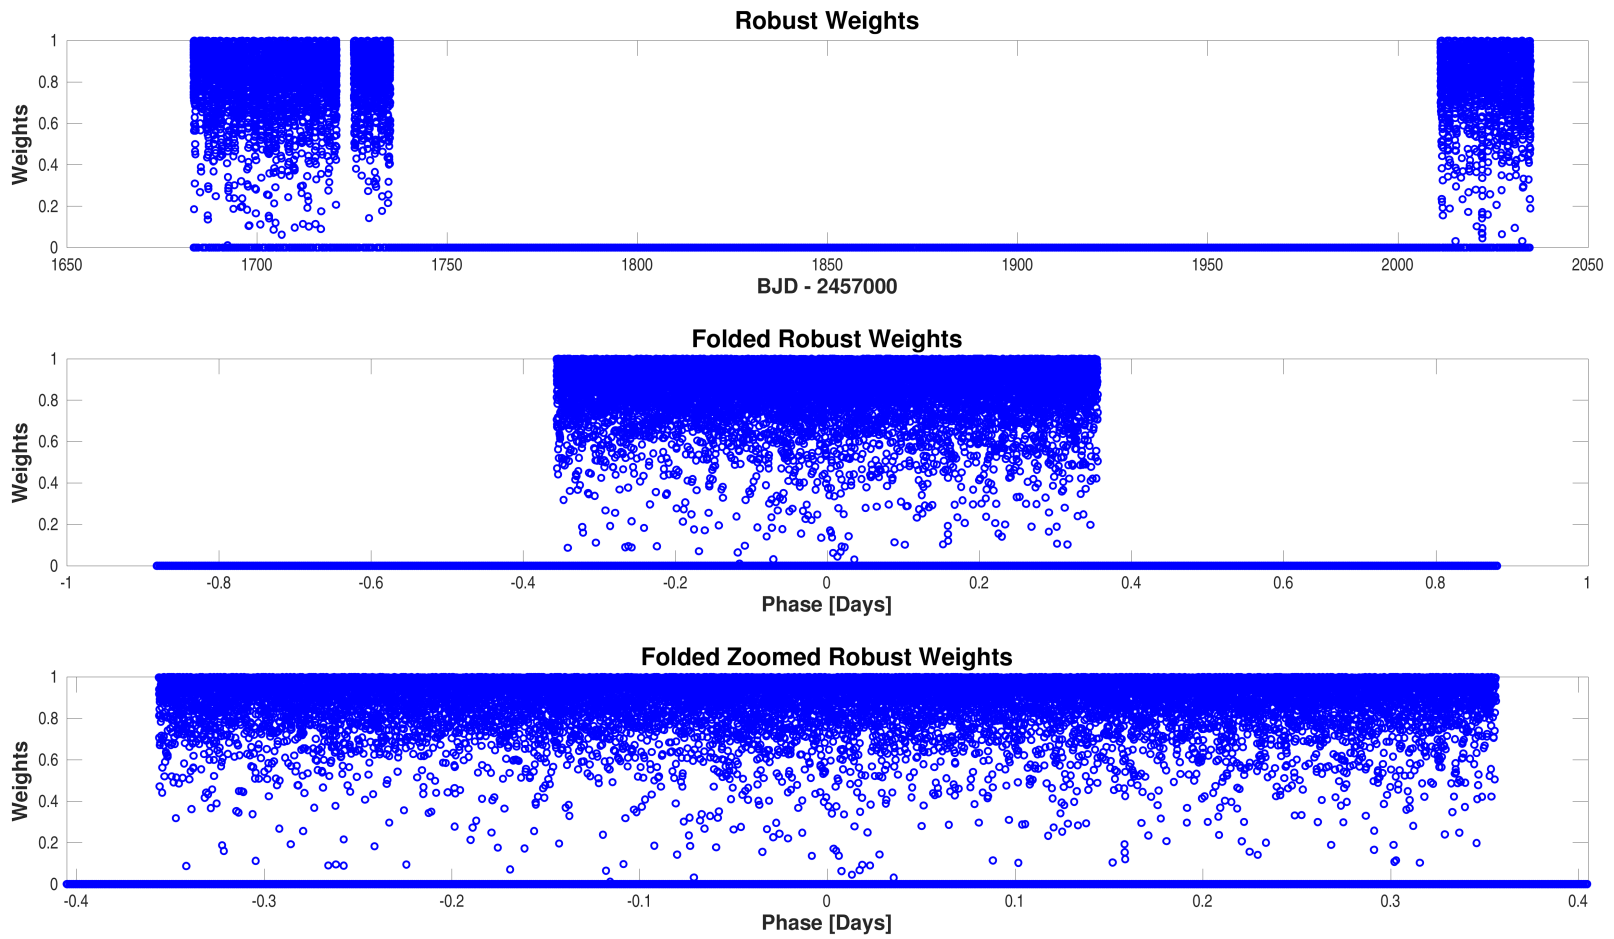 Robust Weights
1
0.8
0.6
0.4
0.2
0
Weights
1650 1700 1750 1800 1850 1900 1950 2000 2050
BJD - 2457000
Folded Robust Weights
1
0.8
0.6
0.4
0.2
0
Weights
-1 -0.8 -0.6 -0.4 -0.2 0 0.2 0.4 0.6 0.8 1
Phase [Days]
Folded Zoomed Robust Weights
1
0.8
0.6
0.4
0.2
0
Weights
-0.4 -0.3 -0.2 -0.1 0 0.1 0.2 0.3 0.4
Phase [Days]